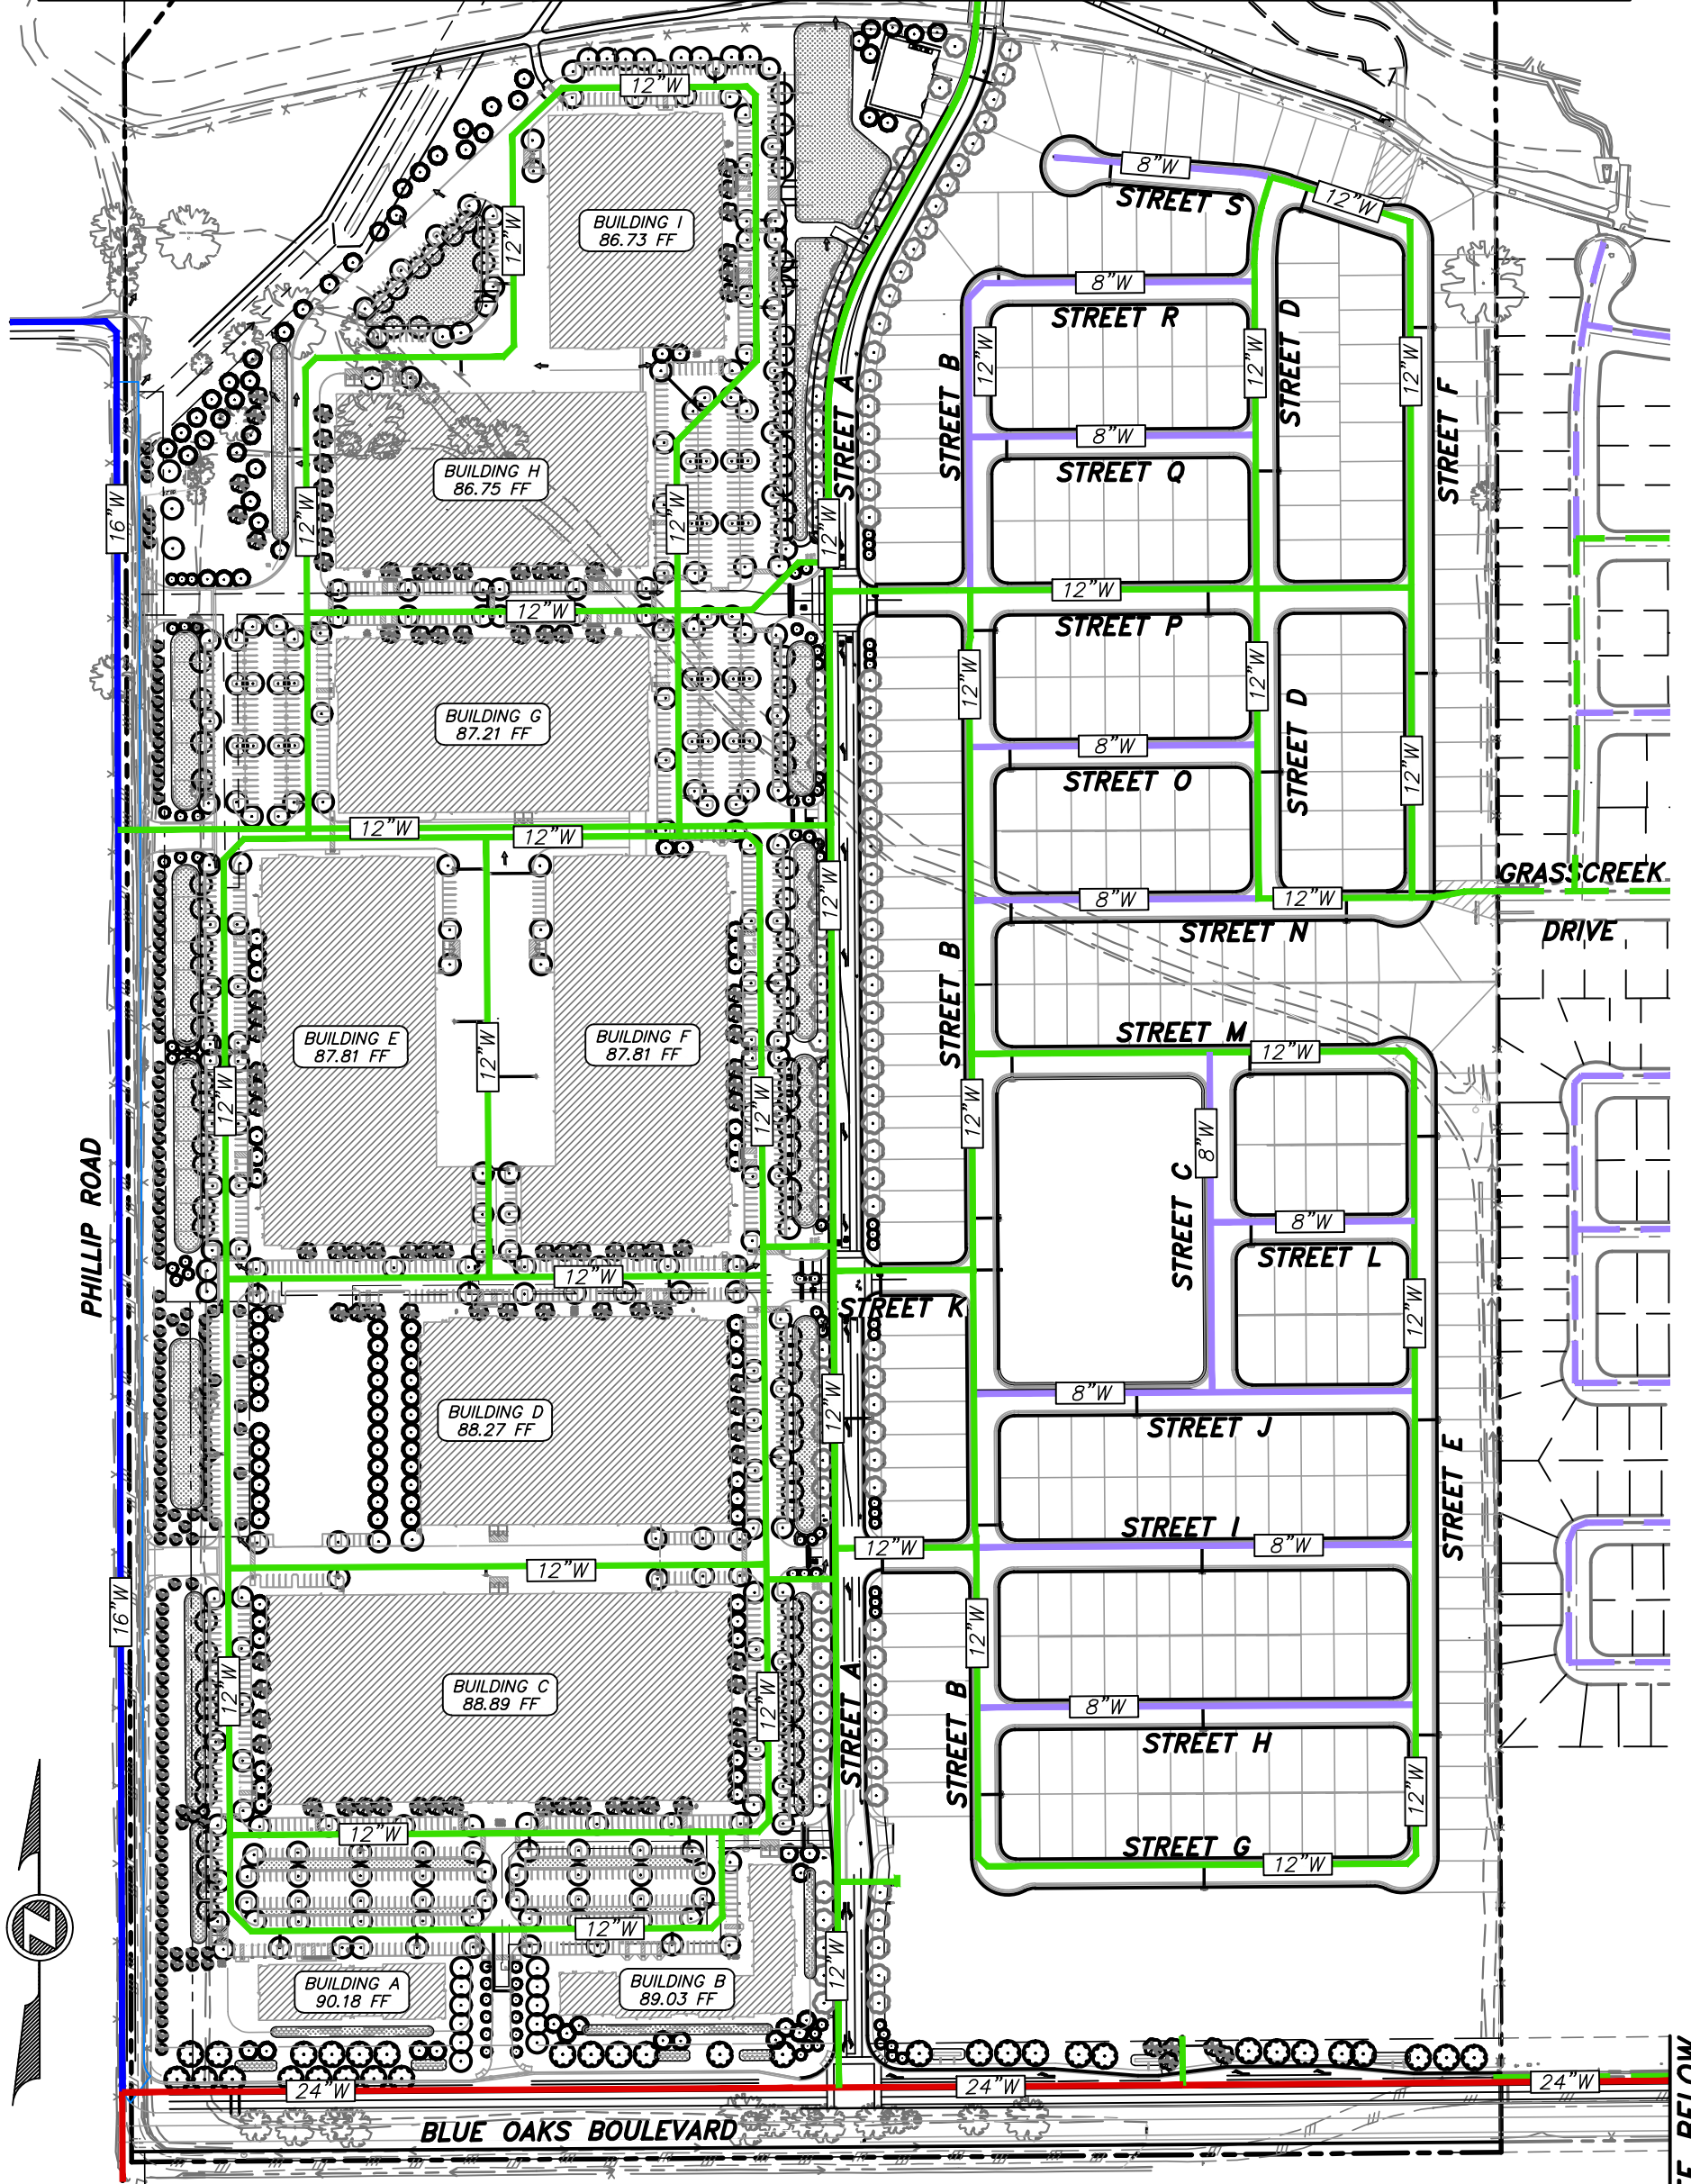 12"W
BUILDING I
86.73 FF
12"W
8"W
12"W
STREET S
8"W
STREET R
STREET D
12"W
12"W
12"W
STREET B
STREET A
STREET F
8"W
STREET Q
BUILDING H
86.75 FF
16"W
12"W
12"W
12"W
12"W
12"W
STREET P
12"W
12"W
STREET D
BUILDING G
87.21 FF
8"W
STREET O
12"W
12"W
12"W
12"W
8"W
12"W
GRASSCREEK
DRIVE
STREET N
STREET B
BUILDING E
87.81 FF
BUILDING F
87.81 FF
12"W
12"W
12"W
STREET M
12"W
12"W
8"W
PHILLIP ROAD
STREET C
8"W
STREET L
12"W
STREET K
12"W
BUILDING D
88.27 FF
12"W
8"W
STREET J
STREET E
STREET I
12"W
8"W
12"W
16"W
12"W
BUILDING C
88.89 FF
12"W
12"W
STREET A
STREET B
8"W
STREET H
12"W
12"W
STREET G
12"W
12"W
12"W
BUILDING A
90.18 FF
BUILDING B
89.03 FF
24"W
24"W
24"W
BLUE OAKS BOULEVARD
BELOW
N